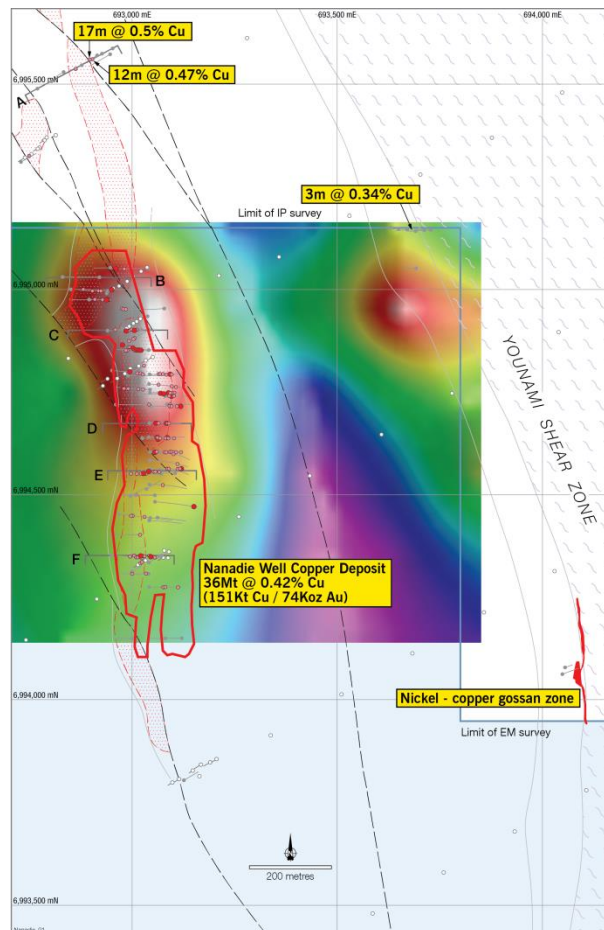 693,000 mE
693,500 mE
694,000 mE
17m @ 0.5% Cu
12m @ 0.47% Cu
6,995,500 mN
A
3m @ 0.34% Cu
Limit of IP survey
6,995,000 mN
B
C
YOUNAMI SHEAR ZONE
D
E
6,994,500 mN
F
Nanadie Well Copper Deposit
36Mt @ 0.42% Cu
(151Kt Cu / 74Koz Au)
6,994,000 mN
Nickel - copper gossan zone
Limit of EM survey
200 metres
6,993,500 mN